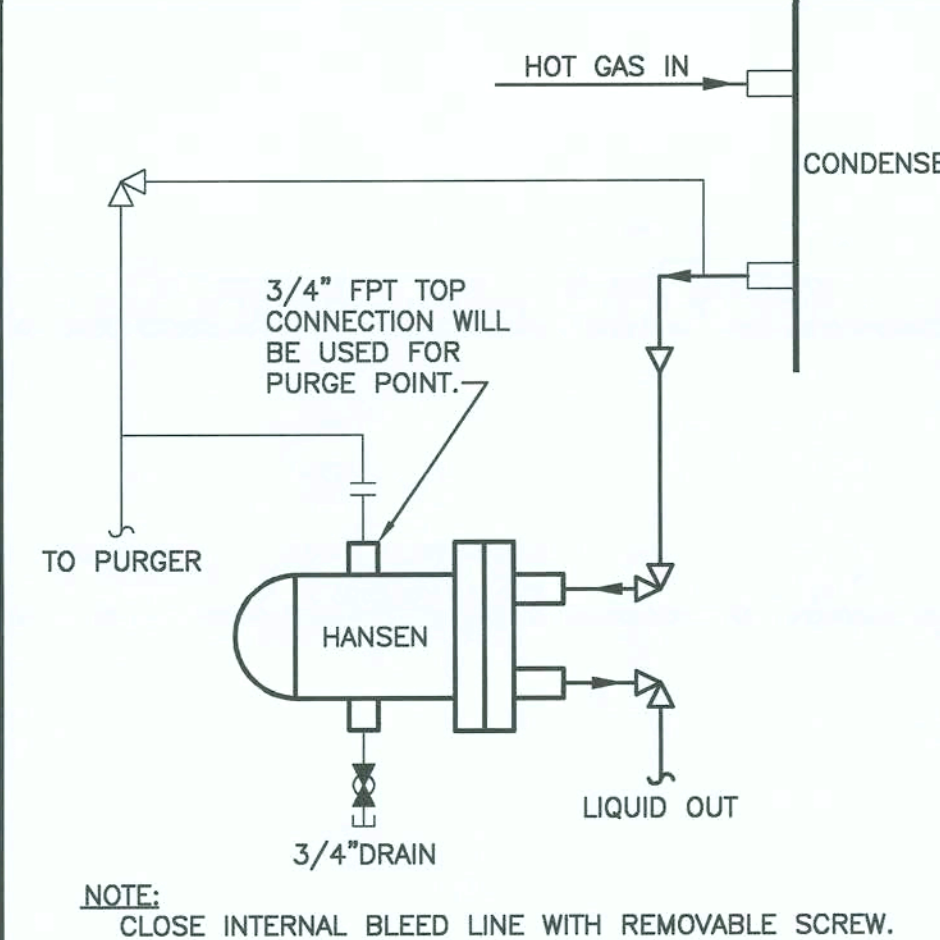 HOT GAS IN
CONDENSE
3/4" FPT TOP
CONNECTION WILL
BE USED FOR
PURGE POINT.
TO PURGER
HANSEN
LIQUID OUT
3/4"DRAIN
NOTE:
CLOSE INTERNAL BLEED LINE WITH REMOVABLE SCREW.